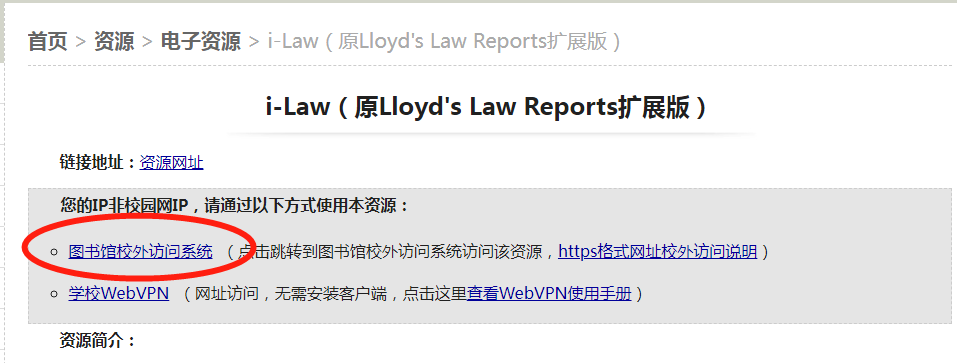 首页 > 资源 > 电子资源 > i-Law（原Lloyd's Law Reports扩展版）
i-Law（原Lloyd's Law Reports扩展版）
链接地址：资源网址
您的IP非校园网IP，请通过以下方式使用本资源：
图书馆校外访问系统 （点击跳转到图书馆校外访问系统访问该资源，https格式网址校外访问说明）
学校WebVPN （网址访问，无需安装客户端，点击这里查看WebVPN使用手册）
资源简介：